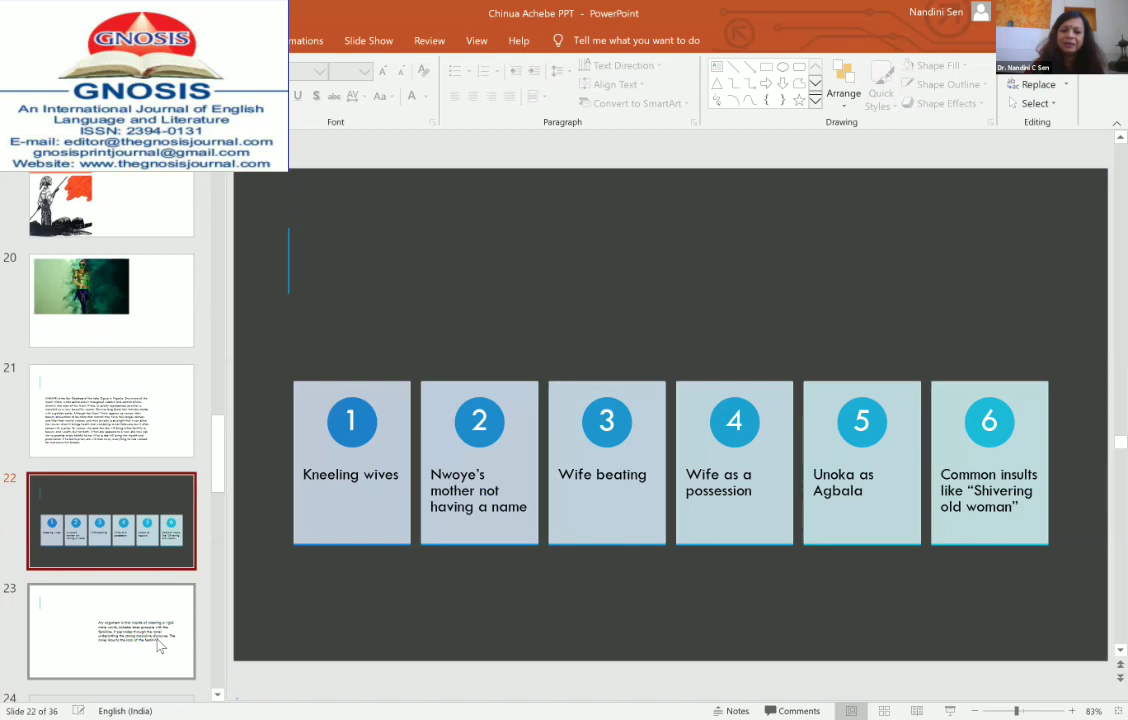 GNOSIS
GNOSIS
An International Journal of English
Language and Literature
ISSN: 2394-0131
E-mail: editor@thegnosisjournal.com
gnosisprintjournal@gmail.com
Website: www.thegnosisjournal.com
Chinua Achebe PPT - PowerPoint
Nandini Sen
Dr. Nandini C Sen
mations Slide Show Review View Help Tell me what you want to do
Text Direction
Align Text
Convert to SmartArt
Arrange
Quick
Styles
Shape Fill
Shape Outline
Shape Effects
Replace
Select
Font
Paragraph
Drawing
Editing
20
21
22
23
24
1
Kneeling wives
2
Nwoye's
mother not
having a name
3
Wife beating
4
Wife as a
possession
5
Unoka as
Agbala
6
Common insults
like “Shivering
old woman”
Slide 22 of 36
English (India)
Notes
Comments
83%